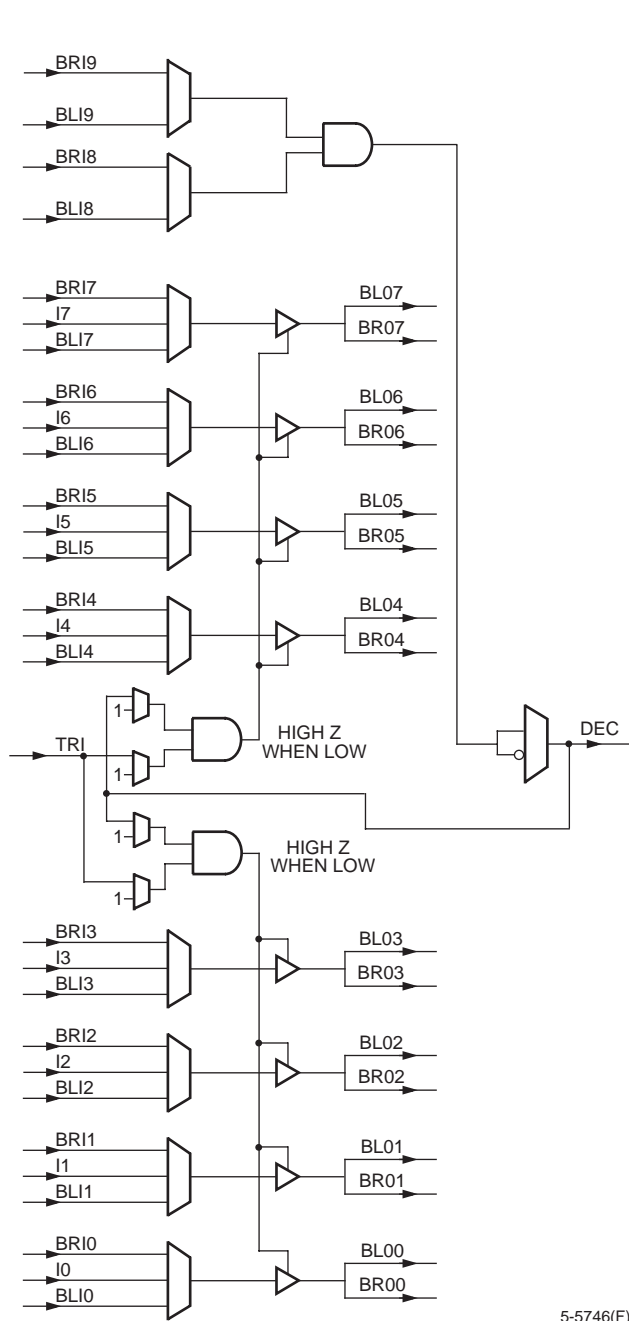 BRI9
BLI9
BRI8
BLI8
BRI7
I7
BLI7
BL07
BR07
BRI6
I6
BLI6
BL06
BR06
BRI5
I5
BLI5
BL05
BR05
BRI4
I4
BLI4
BL04
BR04
1
TRI
1
HIGH Z
WHEN LOW
DEC
1
1
HIGH Z
WHEN LOW
BRI3
I3
BLI3
BL03
BR03
BRI2
I2
BLI2
BL02
BR02
BRI1
I1
BLI1
BL01
BR01
BRI0
I0
BLI0
BL00
BR00
5-5746(F)